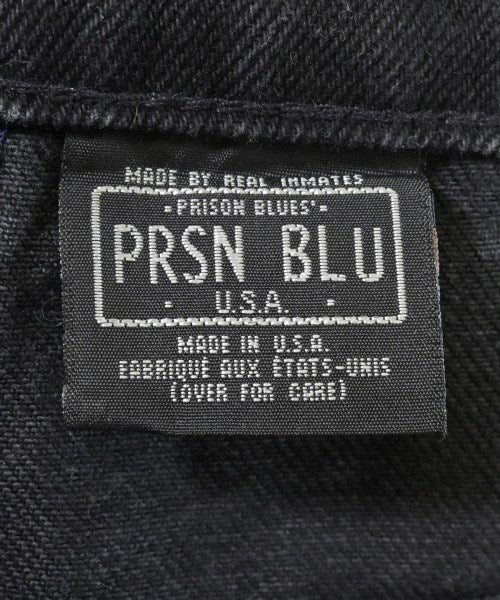 MADE BY REAL INMATES
·PRISON BLUES'·
PRSN BLU
· U.S.A. ·
MADE IN U.S.A.
FABRIQUE AUX ÉTATS-UNIS
(OVER FOR CARE)